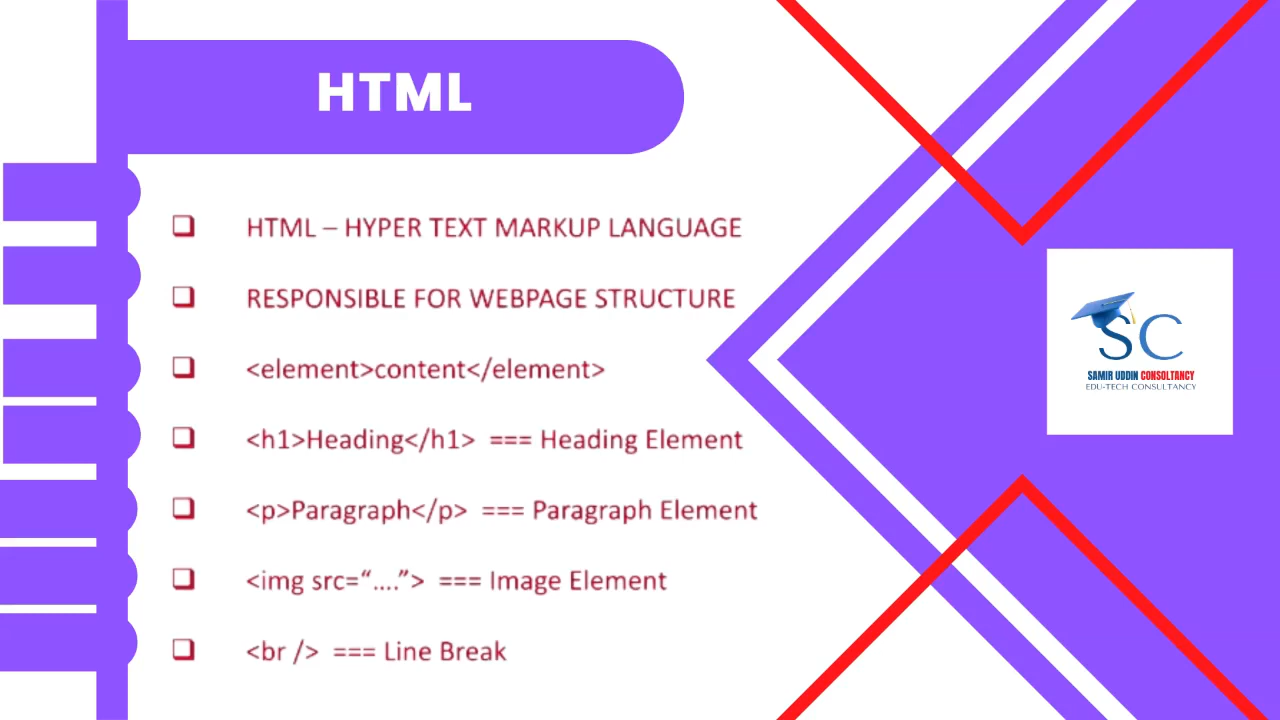 HTML
❑ HTML – HYPER TEXT MARKUP LANGUAGE
❑ RESPONSIBLE FOR WEBPAGE STRUCTURE
❑ <element>content</element>
❑ <h1>Heading</h1> === Heading Element
❑ <p>Paragraph</p> === Paragraph Element
❑ <img src=“....”> === Image Element
❑ <br /> === Line Break
SC
SAMIR UDDIN CONSOLTANCY
EDU-TECH CONSULTANCY